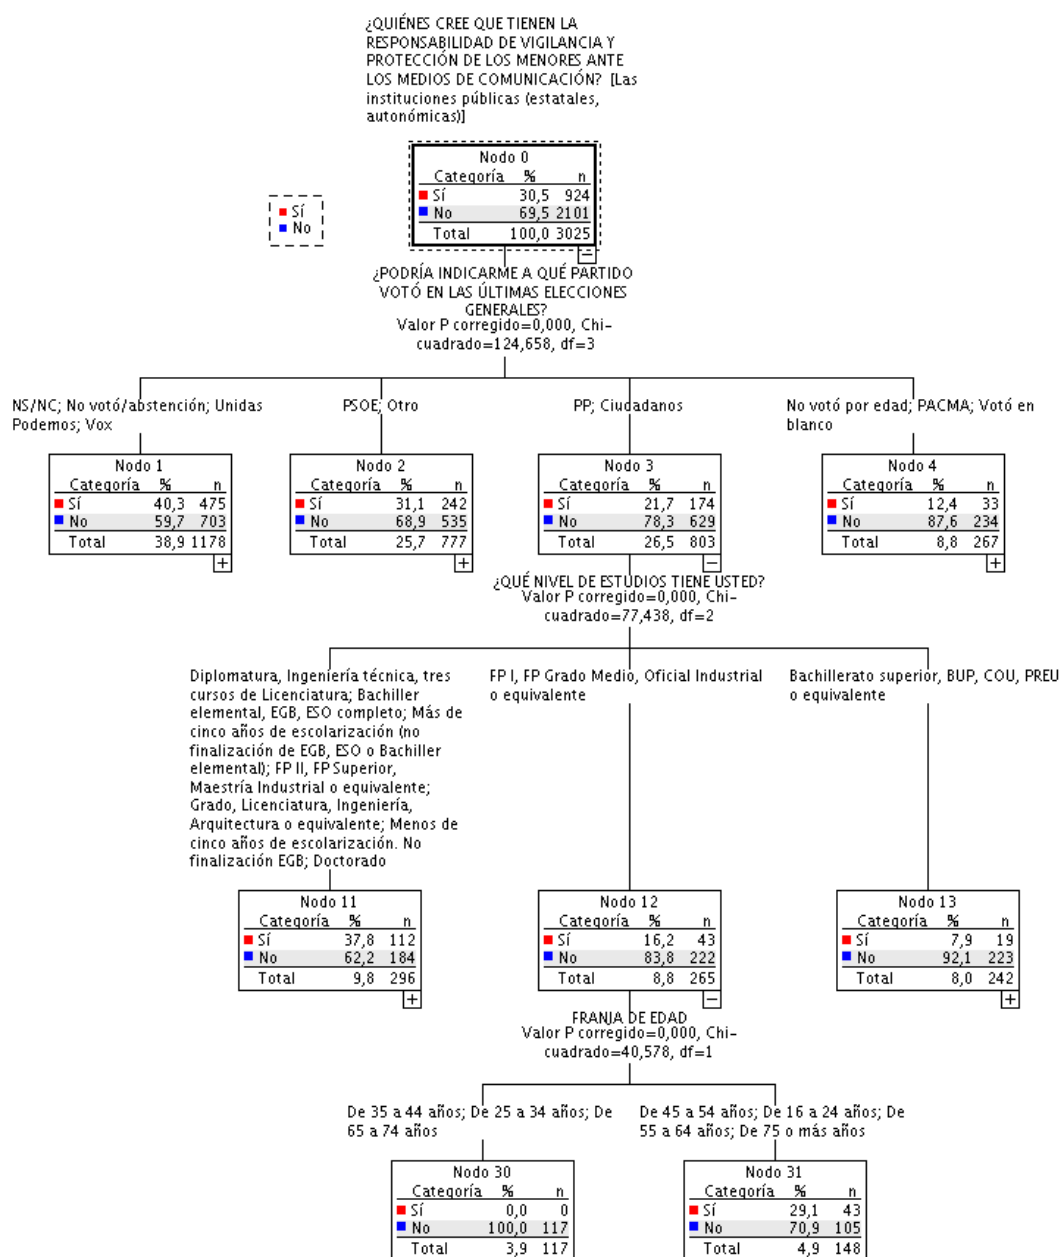 ¿QUIÉNES CREE QUE TIENEN LA
RESPONSABILIDAD DE VIGILANCIA Y
PROTECCIÓN DE LOS MENORES ANTE
LOS MEDIOS DE COMUNICACIÓN? [Las
instituciones públicas (estatales,
autonómicas)]
Sí
No
Nodo 0
Categoría % n
Sí 30,5 924
No 69,5 2101
Total 100,0 3025
¿PODRÍA INDICARME A QUÉ PARTIDO
VOTÓ EN LAS ÚLTIMAS ELECCIONES
GENERALES?
Valor P corregido=0,000, Chi-
cuadrado=124,658, df=3
NS/NC; No votó/abstención; Unidas
Podemos; Vox
PSOE; Otro
PP; Ciudadanos
No votó por edad; PACMA; Votó en
blanco
Nodo 1
Categoría % n
Sí 40,3 475
No 59,7 703
Total 38,9 1178
Nodo 2
Categoría % n
Sí 31,1 242
No 68,9 535
Total 25,7 777
Nodo 3
Categoría % n
Sí 21,7 174
No 78,3 629
Total 26,5 803
Nodo 4
Categoría % n
Sí 12,4 33
No 87,6 234
Total 8,8 267
¿QUÉ NIVEL DE ESTUDIOS TIENE USTED?
Valor P corregido=0,000, Chi-
cuadrado=77,438, df=2
Diplomatura, Ingeniería técnica, tres
cursos de Licenciatura; Bachiller
elemental, EGB, ESO completo; Más de
cinco años de escolarización (no
finalización de EGB, ESO o Bachiller
elemental); FP II, FP Superior,
Maestría Industrial o equivalente;
Grado, Licenciatura, Ingeniería,
Arquitectura o equivalente; Menos de
cinco años de escolarización. No
finalización EGB; Doctorado
FP I, FP Grado Medio, Oficial Industrial
o equivalente
Bachillerato superior, BUP, COU, PREU
o equivalente
Nodo 11
Categoría % n
Sí 37,8 112
No 62,2 184
Total 9,8 296
Nodo 12
Categoría % n
Sí 16,2 43
No 83,8 222
Total 8,8 265
Nodo 13
Categoría % n
Sí 7,9 19
No 92,1 223
Total 8,0 242
FRANJA DE EDAD
Valor P corregido=0,000, Chi-
cuadrado=40,578, df=1
De 35 a 44 años; De 25 a 34 años; De
65 a 74 años
De 45 a 54 años; De 16 a 24 años; De
55 a 64 años; De 75 o más años
Nodo 30
Categoría % n
Sí 0,0 0
No 100,0 117
Total 3,9 117
Nodo 31
Categoría % n
Sí 29,1 43
No 70,9 105
Total 4,9 148